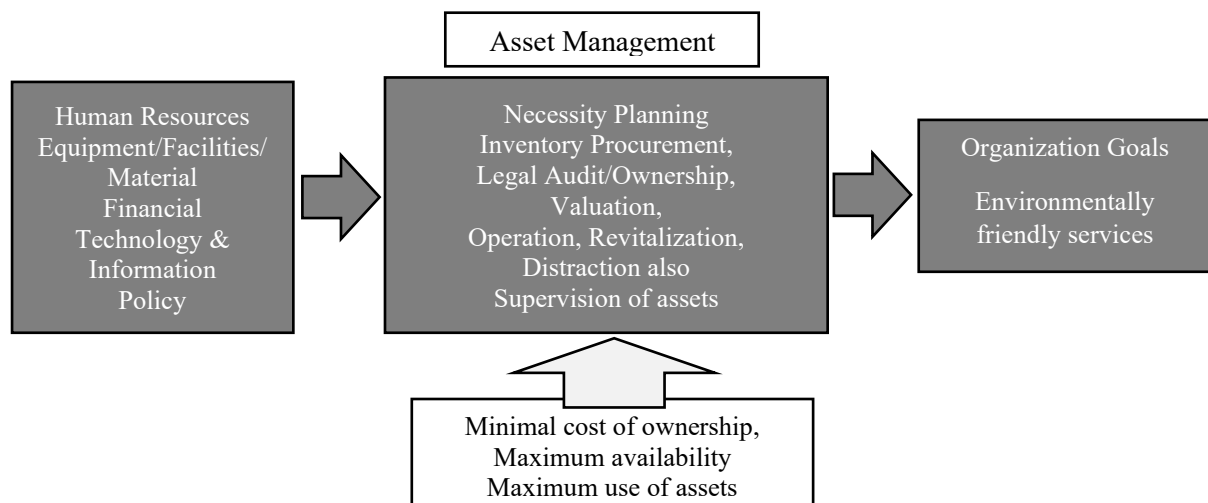 Asset Management
Human Resources
Equipment/Facilities/
Material
Financial
Technology &
Information
Policy
Necessity Planning
Inventory Procurement,
Legal Audit/Ownership,
Valuation,
Operation, Revitalization,
Distraction also
Supervision of assets
Organization Goals
Environmentally
friendly services
Minimal cost of ownership,
Maximum availability
Maximum use of assets